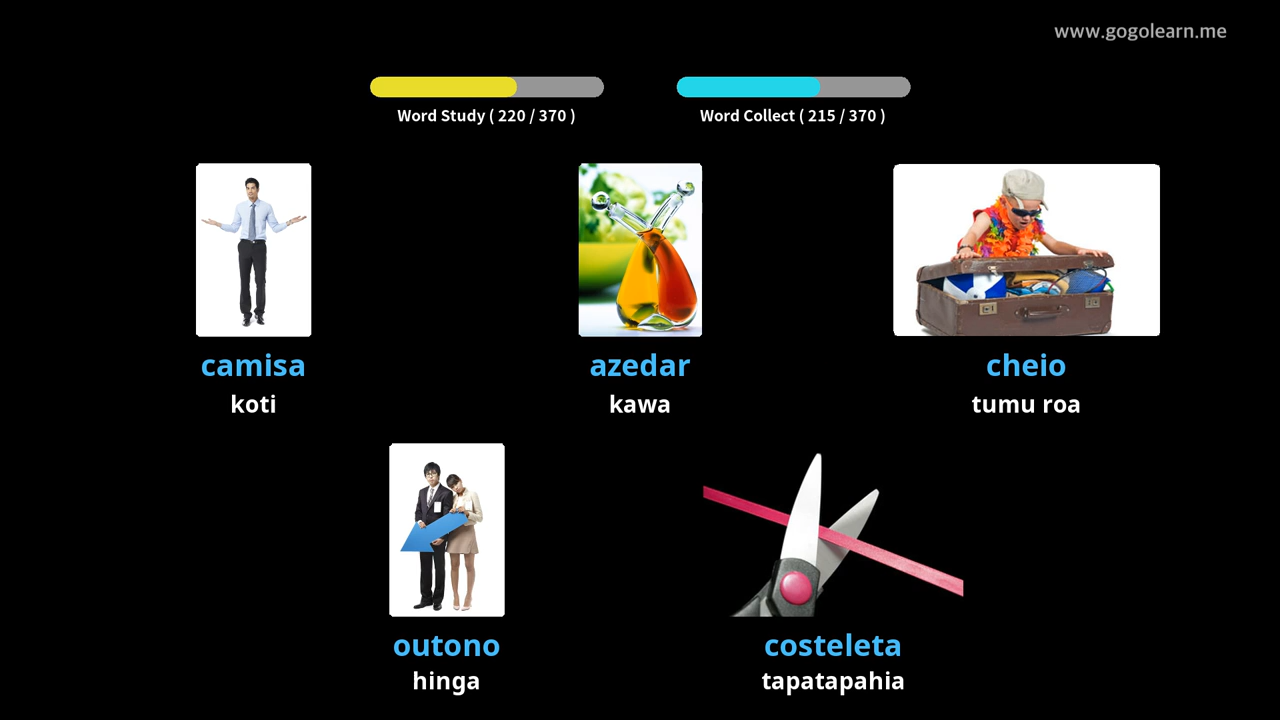 www.gogolearn.me
Word Study ( 220 / 370 )
Word Collect ( 215 / 370 )
camisa
koti
azedar
kawa
cheio
tumu roa
outono
hinga
costeleta
tapatapahia